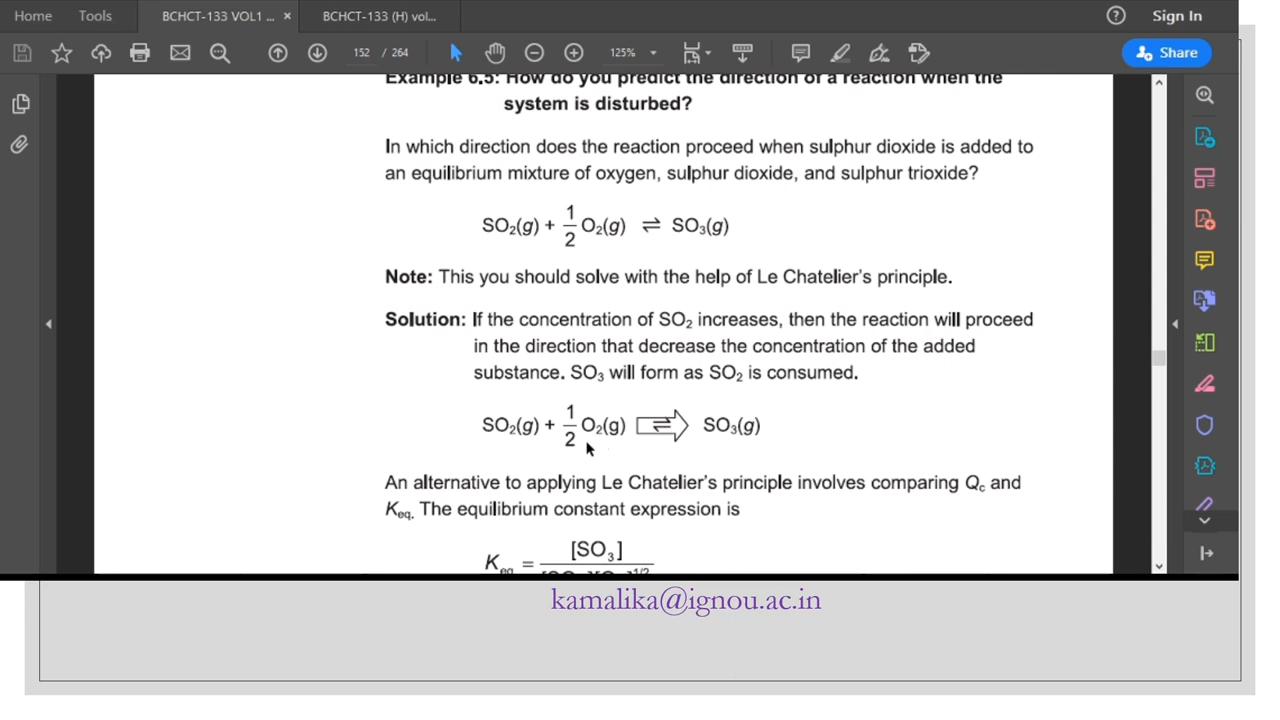 Home Tools BCHCT-133 VOL1 ... × BCHCT-133 (H) vol... Sign In
152 / 264 125% Share
Example 6.5: How do you predict the direction of a reaction when the
system is disturbed?
In which direction does the reaction proceed when sulphur dioxide is added to
an equilibrium mixture of oxygen, sulphur dioxide, and sulphur trioxide?
SO₂(g) + 1/2 O₂(g) ⇌ SO₃(g)
Note: This you should solve with the help of Le Chatelier's principle.
Solution: If the concentration of SO₂ increases, then the reaction will proceed
in the direction that decrease the concentration of the added
substance. SO₃ will form as SO₂ is consumed.
SO₂(g) + 1/2 O₂(g) ⇌ SO₃(g)
An alternative to applying Le Chatelier's principle involves comparing Qc and
Keq. The equilibrium constant expression is
Keq = [SO₃]
kamalika@ignou.ac.in